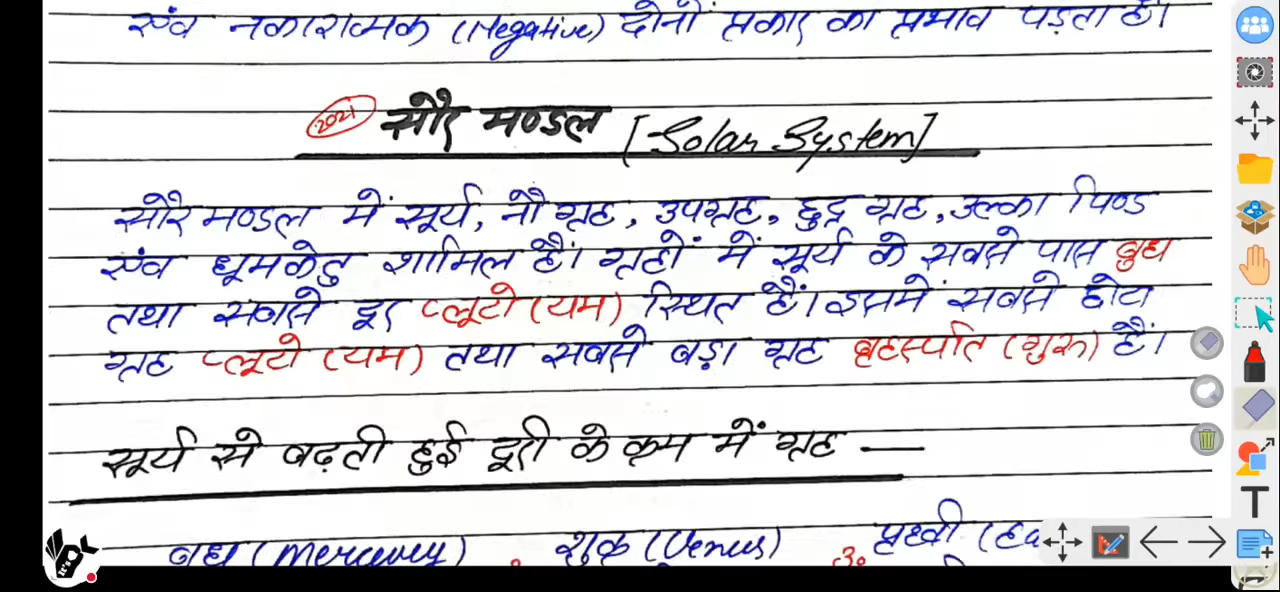 एंव नकारात्मक (Negative) दोनों प्रकार का प्रभाव पड़ता है।
2021 सौर मण्डल [Solar System]
सौर मण्डल में सूर्य, नौ ग्रह, उपग्रह, छुद्र ग्रह, उल्का पिण्ड
एंव धूमकेतु शामिल हैं। ग्रहों में सूर्य के सबसे पास बुध
तथा सबसे दूर प्लूटो (यम) स्थित हैं। इसमें सबसे छोटा
ग्रह प्लूटो (यम) तथा सबसे बड़ा ग्रह बृहस्पति (गुरू) हैं।
सूर्य से बढ़ती हुई दूरी के क्रम में ग्रह —
बुध (Mercury) शुक्र (Venus) 3. पृथ्वी (Ea
T